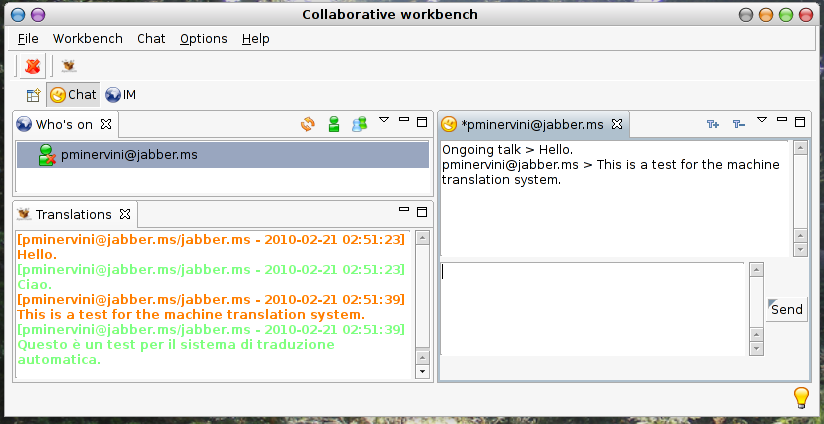 Collaborative workbench
File Workbench Chat Options Help
Chat IM
Who's on
pminervini@jabber.ms
Translations
[pminervini@jabber.ms/jabber.ms - 2010-02-21 02:51:23]
Hello.
[pminervini@jabber.ms/jabber.ms - 2010-02-21 02:51:23]
Ciao.
[pminervini@jabber.ms/jabber.ms - 2010-02-21 02:51:39]
This is a test for the machine translation system.
[pminervini@jabber.ms/jabber.ms - 2010-02-21 02:51:39]
Questo è un test per il sistema di traduzione
automatica.
*pminervini@jabber.ms
T+ T-
Ongoing talk > Hello.
pminervini@jabber.ms > This is a test for the machine
translation system.
Send